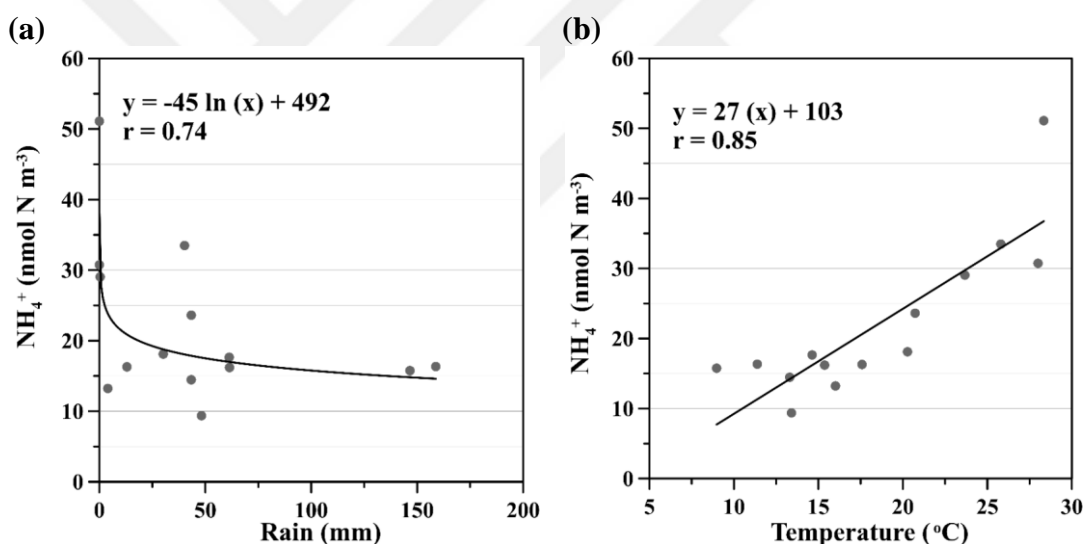 (a)
60
50
40
30
20
10
0
NH₄⁺ (nmol N m⁻³)
y = -45 ln (x) + 492
r = 0.74
0 50 100 150 200
Rain (mm)
(b)
60
50
40
30
20
10
0
NH₄⁺ (nmol N m⁻³)
y = 27 (x) + 103
r = 0.85
5 10 15 20 25 30
Temperature (°C)